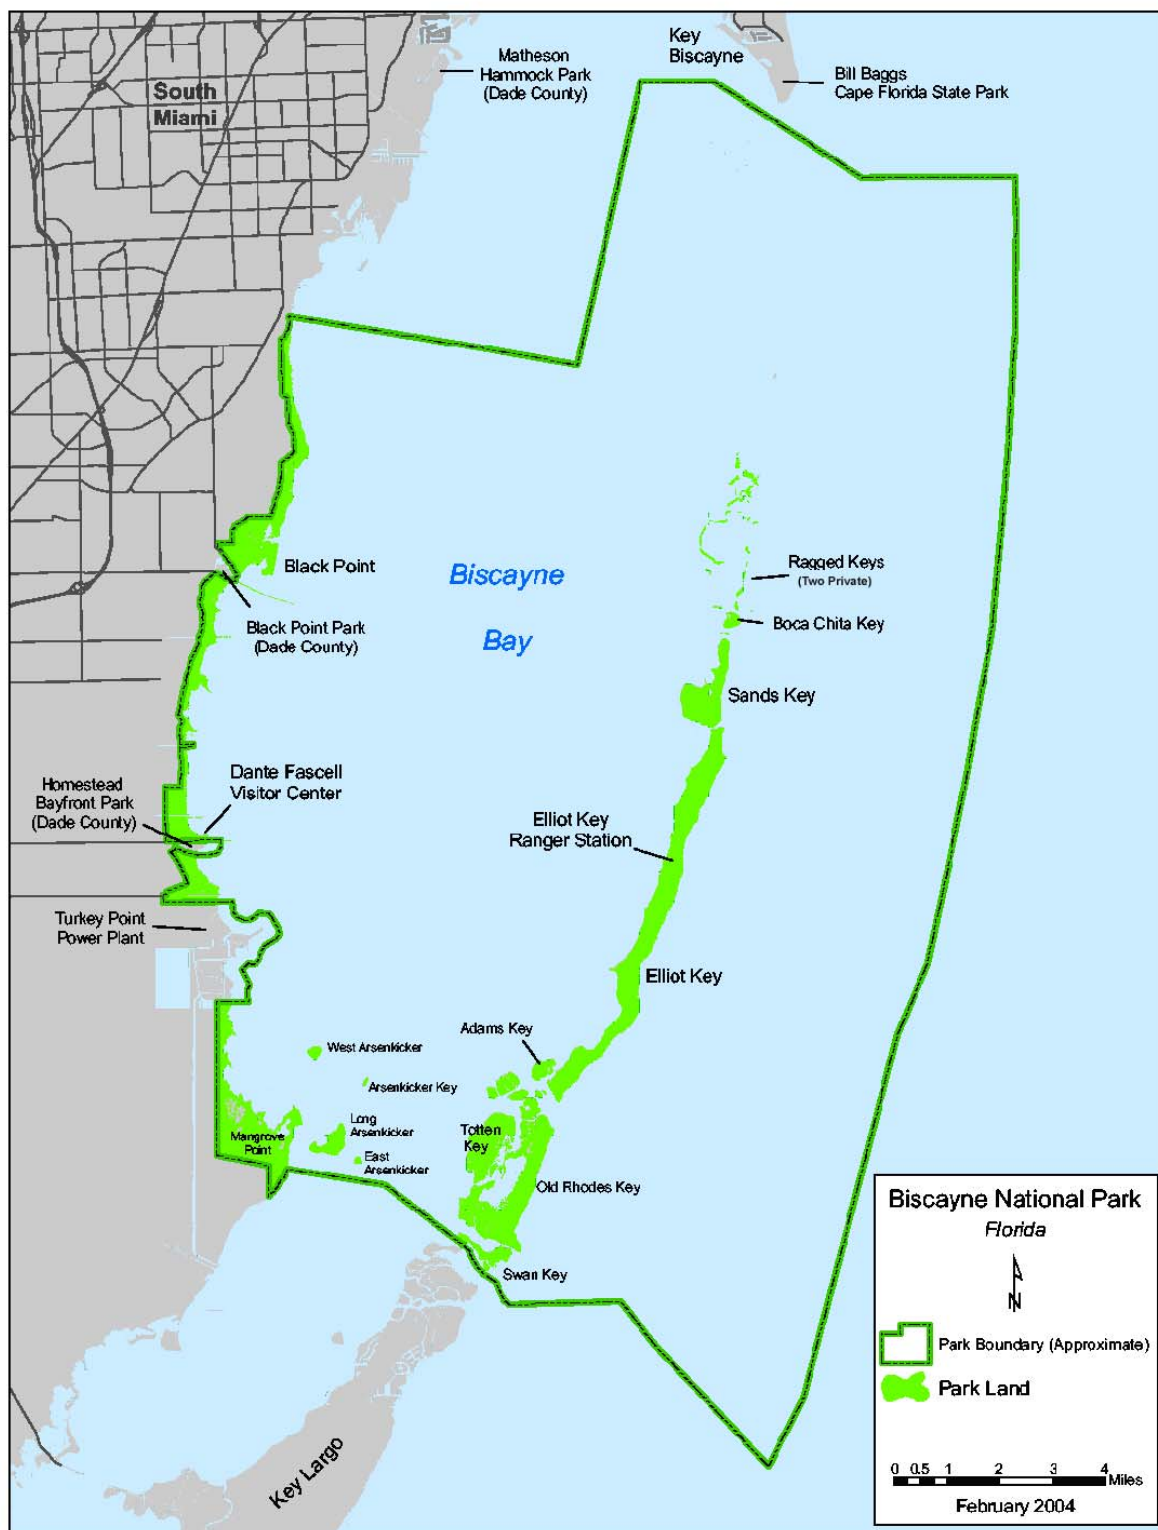 Matheson
Hammock Park
(Dade County)
Key
Biscayne
Bill Baggs
Cape Florida State Park
South
Miami
Black Point
Biscayne
Bay
Ragged Keys
(Two Private)
Black Point Park
(Dade County)
Boca Chita Key
Sands Key
Dante Fascell
Visitor Center
Homestead
Bayfront Park
(Dade County)
Elliot Key
Ranger Station
Turkey Point
Power Plant
Elliot Key
Adams Key
West Arsenkicker
Arsenkicker Key
Long
Arsenkicker
Totten
Key
Mangrove
Point
East
Arsenkicker
Old Rhodes Key
Swan Key
Key Largo
Biscayne National Park
Florida
N
Park Boundary (Approximate)
Park Land
0 0.5 1 2 3 4
Miles
February 2004